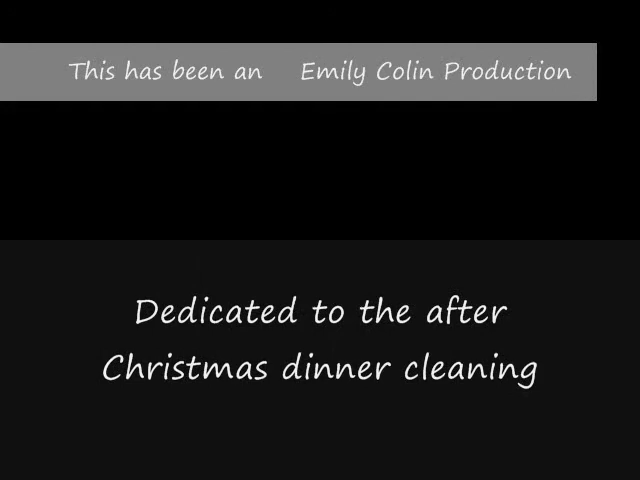 This has been an Emily Colin Production
Dedicated to the after
Christmas dinner cleaning